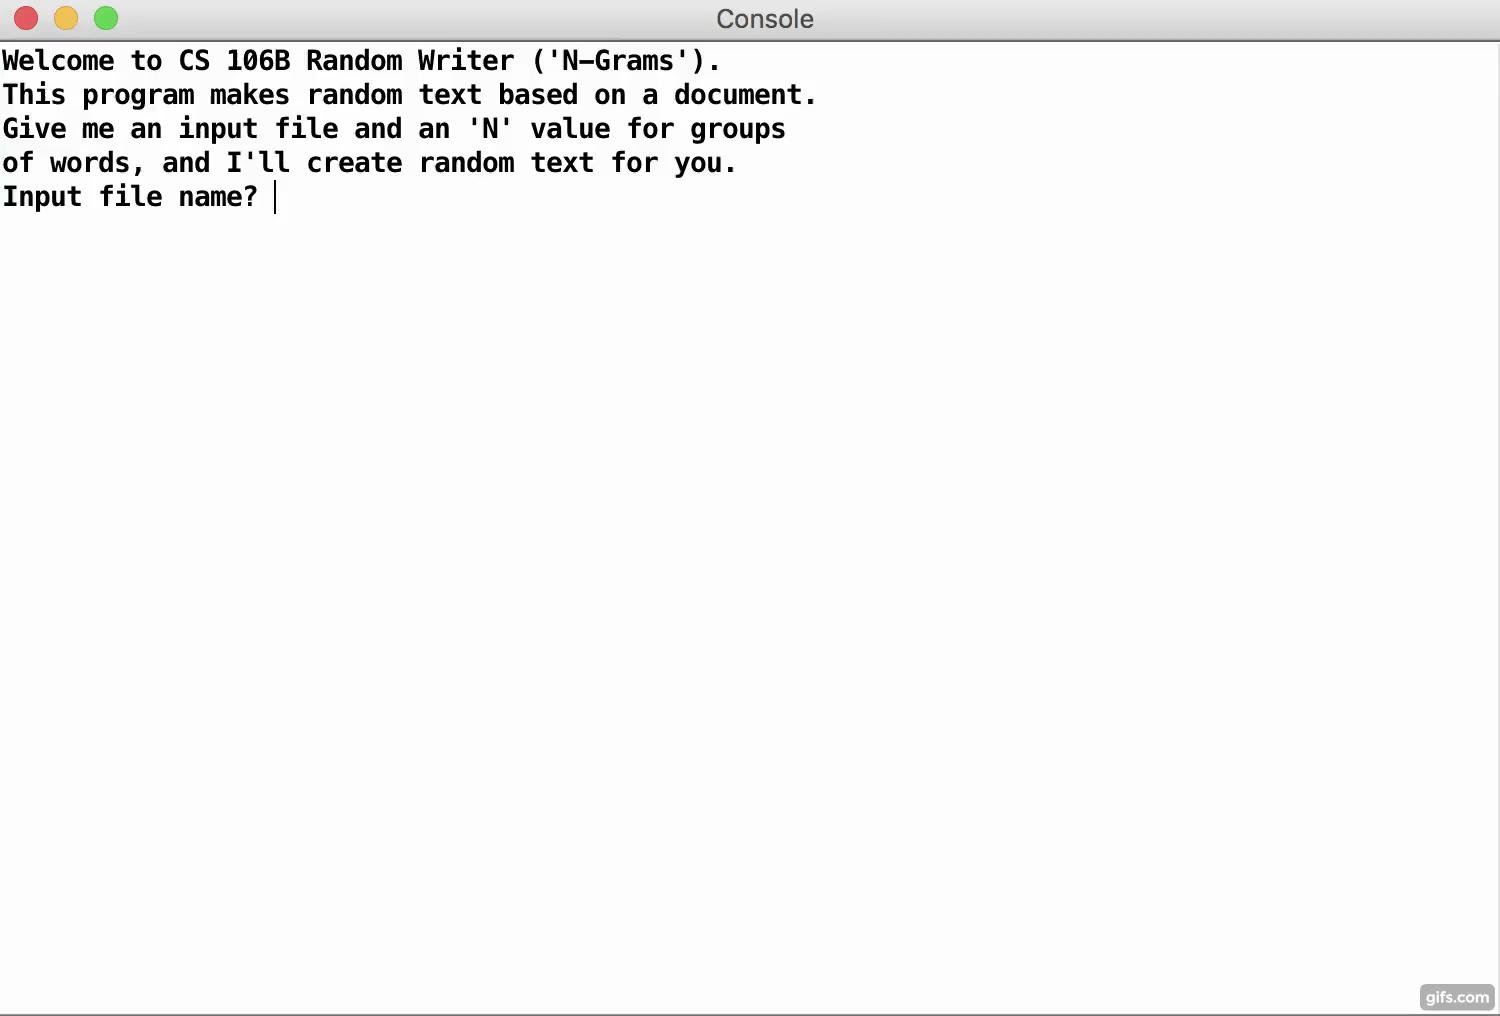 Console
Welcome to CS 106B Random Writer ('N-Grams').
This program makes random text based on a document.
Give me an input file and an 'N' value for groups
of words, and I'll create random text for you.
Input file name?
gifs.com